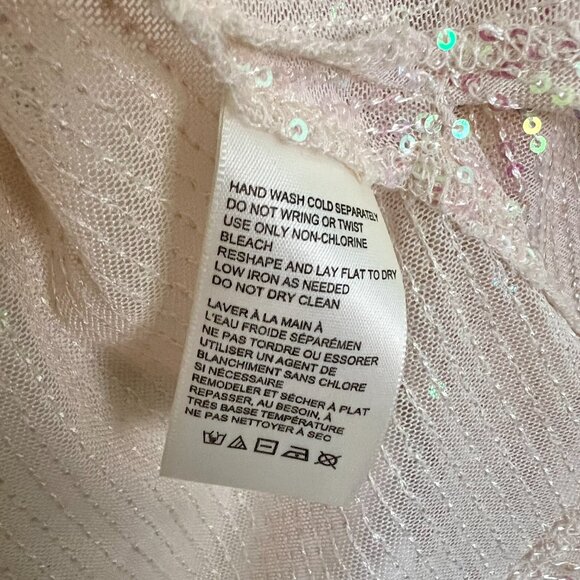 HAND WASH COLD SEPARATELY
DO NOT WRING OR TWIST
USE ONLY NON-CHLORINE
BLEACH
RESHAPE AND LAY FLAT TO DRY
LOW IRON AS NEEDED
DO NOT DRY CLEAN
LAVER À LA MAIN À
L'EAU FROIDE SÉPARÉMEN
NE PAS TORDRE OU ESSORER
UTILISER UN AGENT DE
BLANCHIMENT SANS CHLORE
SI NÉCESSAIRE
REMODELER ET SÉCHER À PLAT
REPASSER, AU BESOIN, À
TRÈS BASSE TEMPÉRATURE
NE PAS NETTOYER À SEC